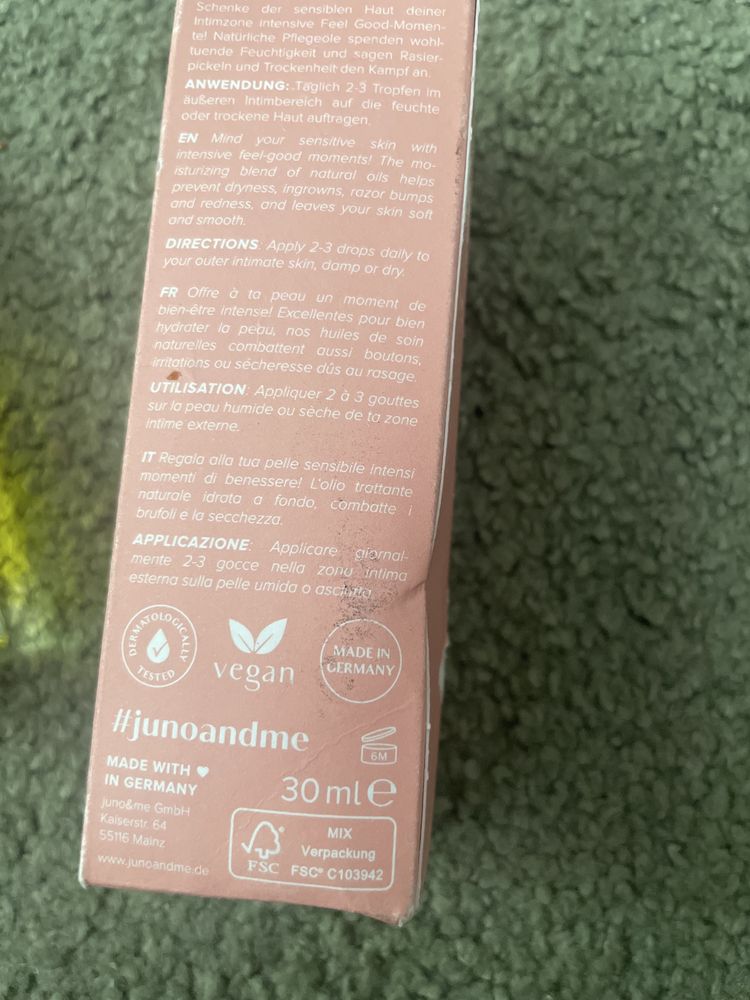 Schenke der sensiblen Haut deiner
Intimzone intensive Feel Good-Momen-
te! Natürliche Pflegeöle spenden wohl-
tuende Feuchtigkeit und sagen Rasier-
pickeln und Trockenheit den Kampf an.
ANWENDUNG: Täglich 2-3 Tropfen im
äußeren Intimbereich auf die feuchte
oder trockene Haut auftragen.
EN Mind your sensitive skin with
intensive feel-good moments! The mo-
isturizing blend of natural oils helps
prevent dryness, ingrowns, razor bumps
and redness, and leaves your skin soft
and smooth.
DIRECTIONS: Apply 2-3 drops daily to
your outer intimate skin, damp or dry.
FR Offre à ta peau un moment de
bien-être intense! Excellentes pour bien
hydrater la peau, nos huiles de soin
naturelles combattent aussi boutons,
irritations ou sécheresse dûs au rasage.
UTILISATION: Appliquer 2 à 3 gouttes
sur la peau humide ou sèche de ta zone
intime externe.
IT Regala alla tua pelle sensibile intensi
momenti di benessere! L'olio trattante
naturale idrata a fondo, combatte i
brufoli e la secchezza.
APPLICAZIONE: Applicare giornal-
mente 2-3 gocce nella zona intima
esterna sulla pelle umida o asciutta.
DERMATOLOGICALLY
TESTED
vegan
MADE IN
GERMANY
#junoandme
6M
MADE WITH ♥
IN GERMANY
30 ml ℮
juno&me GmbH
Kaiserstr. 64
55116 Mainz
www.junoandme.de
FSC
MIX
Verpackung
FSC® C103942